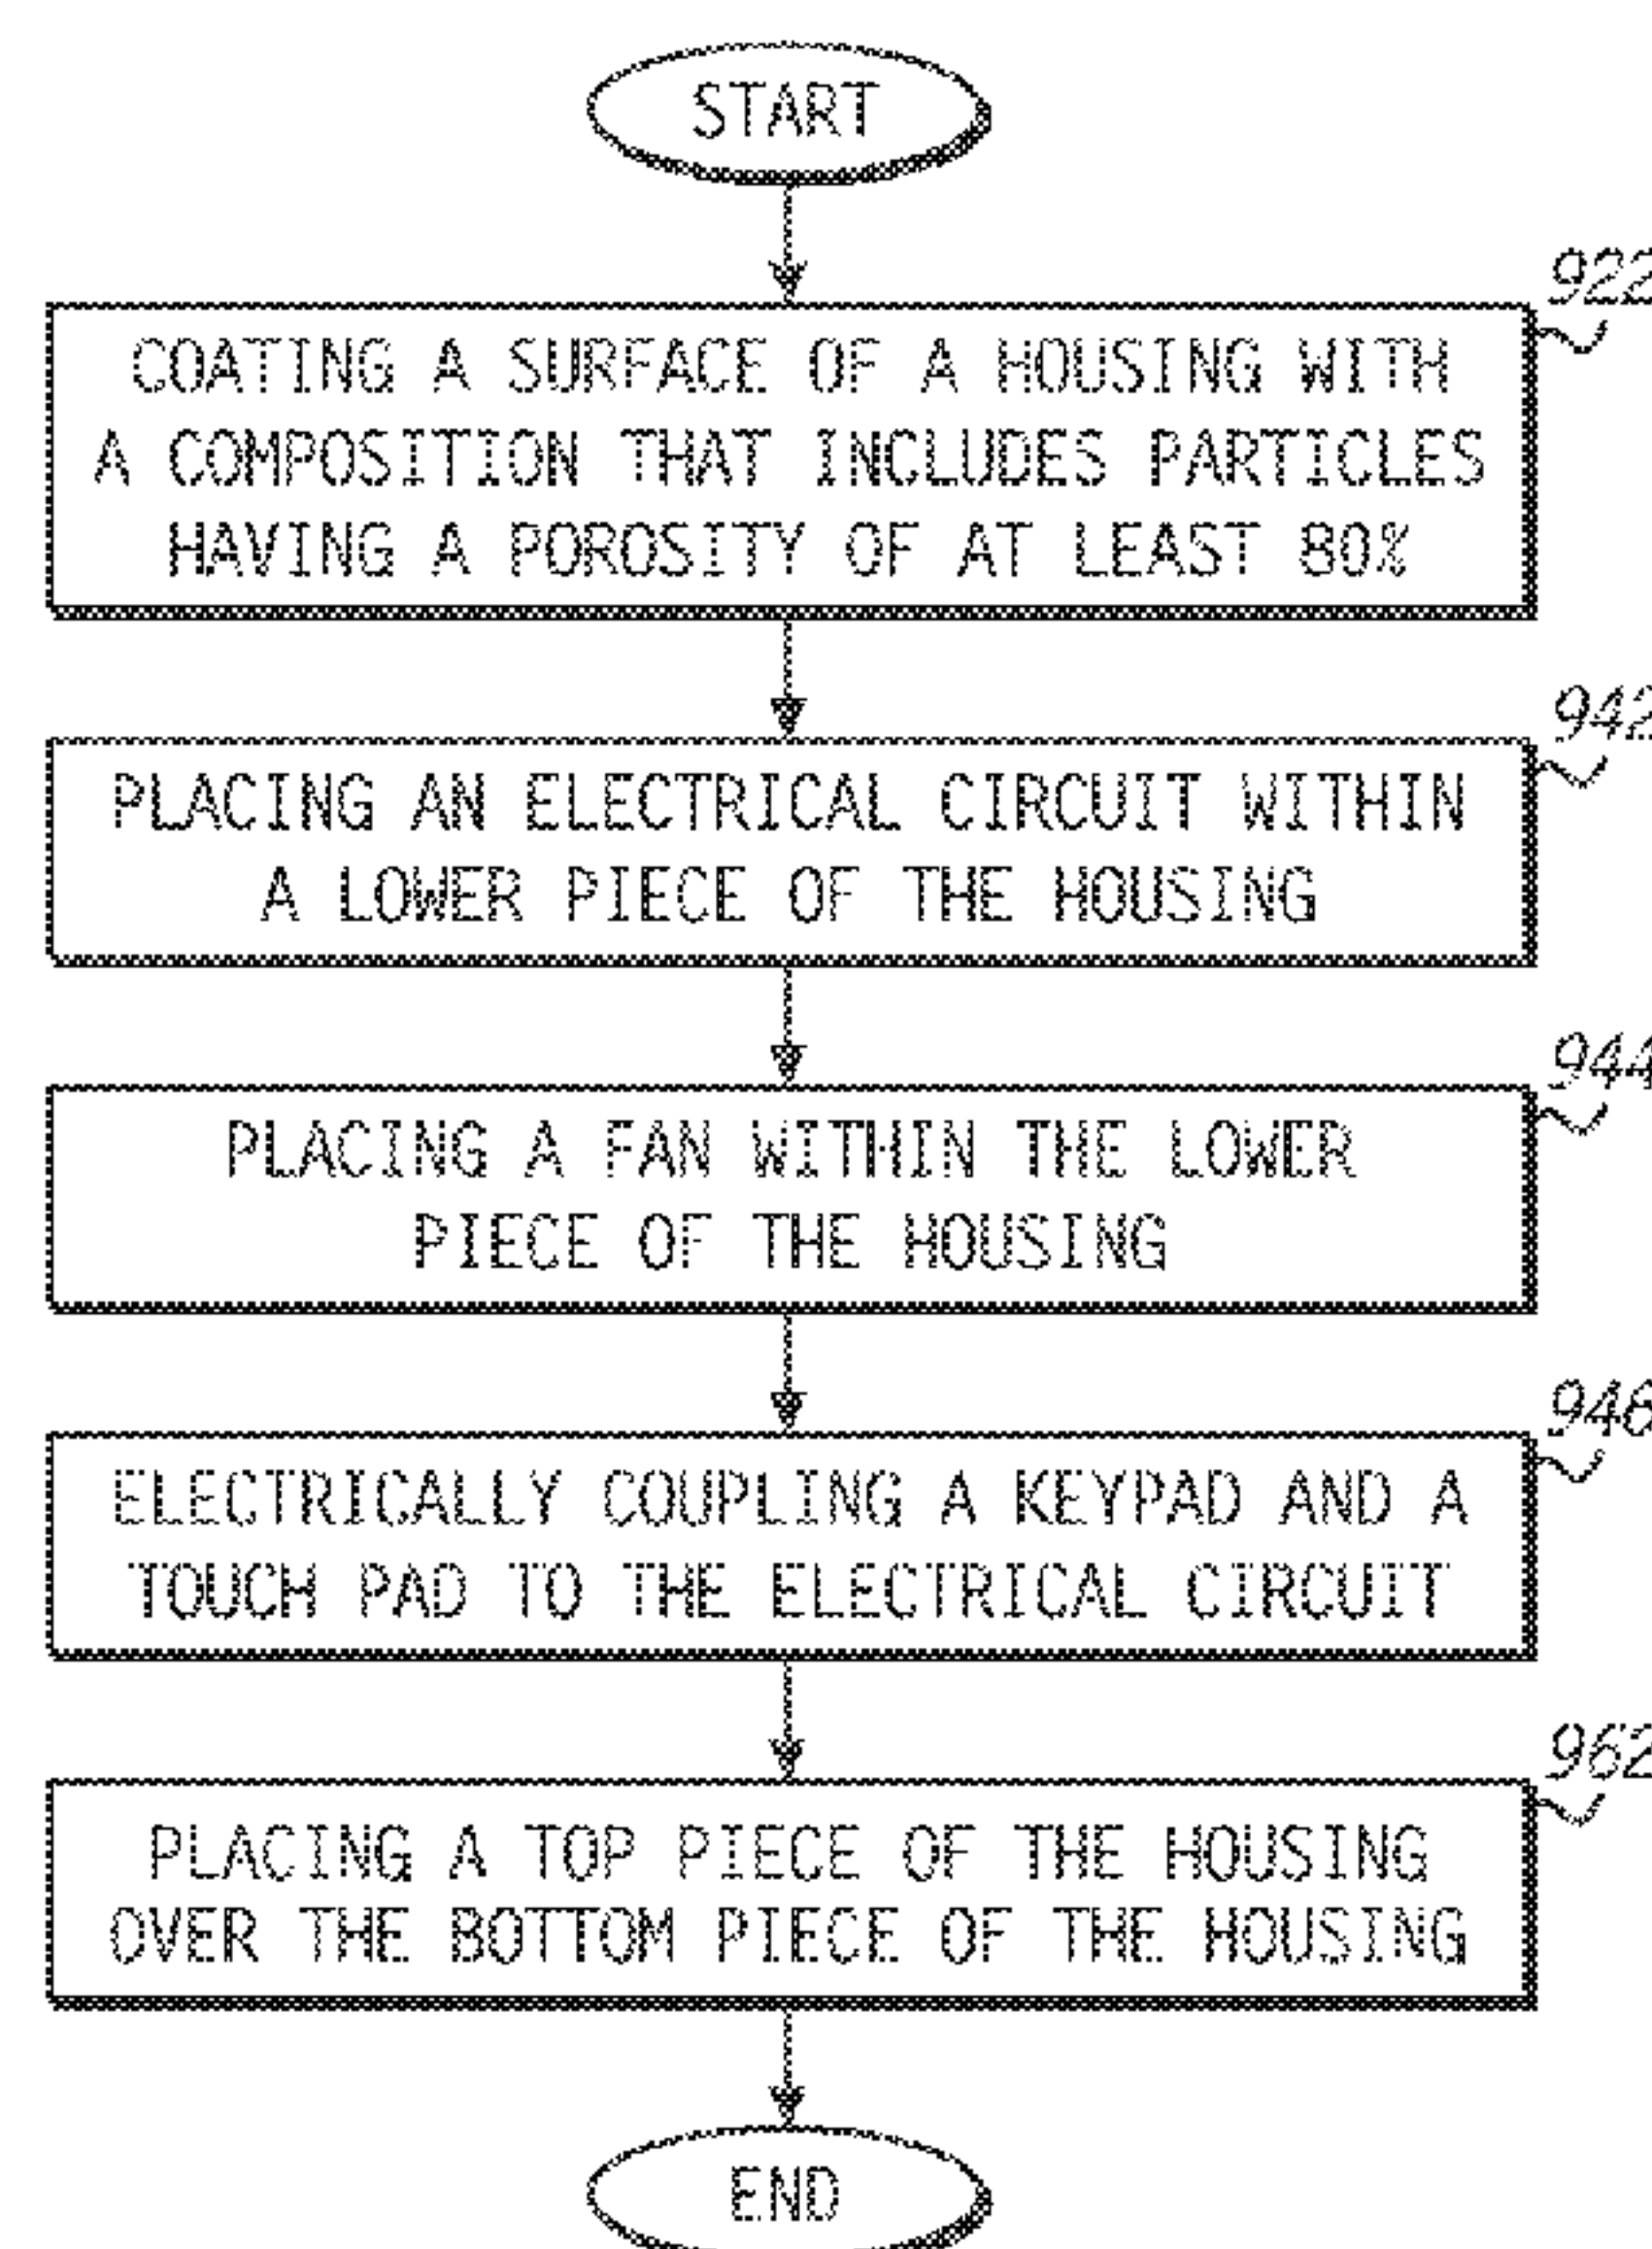 START
922
COATING A SURFACE OF A HOUSING WITH
A COMPOSITION THAT INCLUDES PARTICLES
HAVING A POROSITY OF AT LEAST 80%
942
PLACING AN ELECTRICAL CIRCUIT WITHIN
A LOWER PIECE OF THE HOUSING
944
PLACING A FAN WITHIN THE LOWER
PIECE OF THE HOUSING
946
ELECTRICALLY COUPLING A KEYPAD AND A
TOUCH PAD TO THE ELECTRICAL CIRCUIT
962
PLACING A TOP PIECE OF THE HOUSING
OVER THE BOTTOM PIECE OF THE HOUSING
END